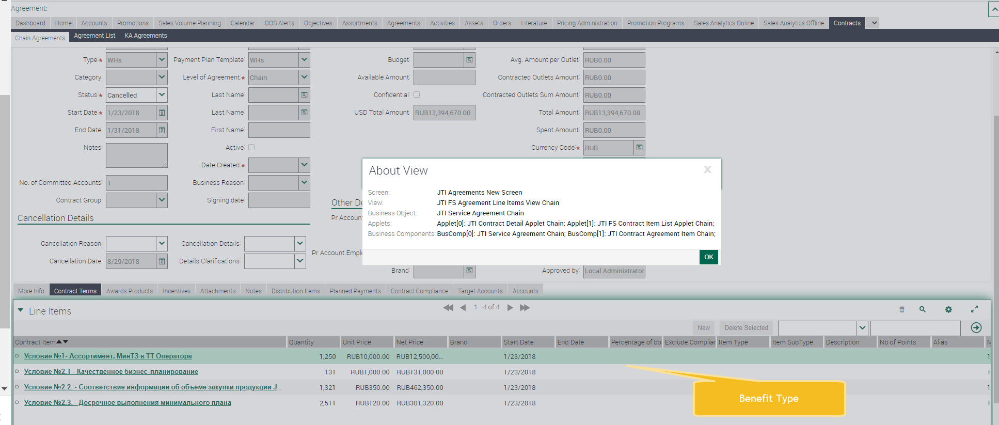 Agreement:
Dashboard Home Accounts Promotions Sales Volume Planning Calendar OOS Alerts Objectives Assortments Agreements Activities Assets Orders Literature Pricing Administration Promotion Programs Sales Analytics Online Sales Analytics Offline Contracts
Chain Agreements Agreement List KA Agreements
Type:★ WHs Payment Plan Template: WHs Budget: Avg. Amount per Outlet: RUB0.00
Category: Level of Agreement:★ Chain Available Amount: Contracted Outlets Amount: RUB0.00
Status:★ Cancelled Last Name: Confidential: Contracted Outlets Sum Amount: RUB0.00
Start Date:★ 1/23/2018 Last Name: USD Total Amount: RUB13,394,670.00 Total Amount: RUB13,394,670.00
End Date: 1/31/2018 First Name: Spent Amount: RUB0.00
Notes: Active: Currency Code:★ RUB
Date Created:★
No. of Committed Accounts: 1 Business Reason:
Contract Group: Signing date: Other De
Cancellation Details Pr Account
Cancellation Reason: Cancellation Details:
Pr Account Emplo
Cancellation Date: 8/29/2018 Details Clarifications:
Brand: Approved by: Local Administrator
About View X
Screen: JTI Agreements New Screen
View: JTI FS Agreement Line Items View Chain
Business Object: JTI Service Agreement Chain
Applets: Applet[0]: JTI Contract Detail Applet Chain; Applet[1]: JTI FS Contract Item List Applet Chain;
Business Components: BusComp[0]: JTI Service Agreement Chain; BusComp[1]: JTI Contract Agreement Item Chain;
OK
More Info Contract Terms Awards Products Incentives Attachments Notes Distribution Items Planned Payments Contract Compliance Target Accounts Accounts
Line Items 1 - 4 of 4
New Delete Selected
Contract Item Quantity Unit Price Net Price Brand Start Date End Date Percentage of bo Exclude Complian Item Type Item SubType Description Nb of Points Alias M
Условие №1- Ассортимент, МинТЗ в ТТ Оператора 1,250 RUB10,000.00 RUB12,500,00... 1/23/2018 1
Условие №2.1 - Качественное бизнес-планирование 131 RUB1,000.00 RUB131,000.00 1/23/2018 1
Условие №2.2. - Соответствие информации об объеме закупки продукции J... 1,321 RUB350.00 RUB462,350.00 1/23/2018 1
Условие №2.3. - Досрочное выполнения минимального плана 2,511 RUB120.00 RUB301,320.00 1/23/2018 1
Benefit Type